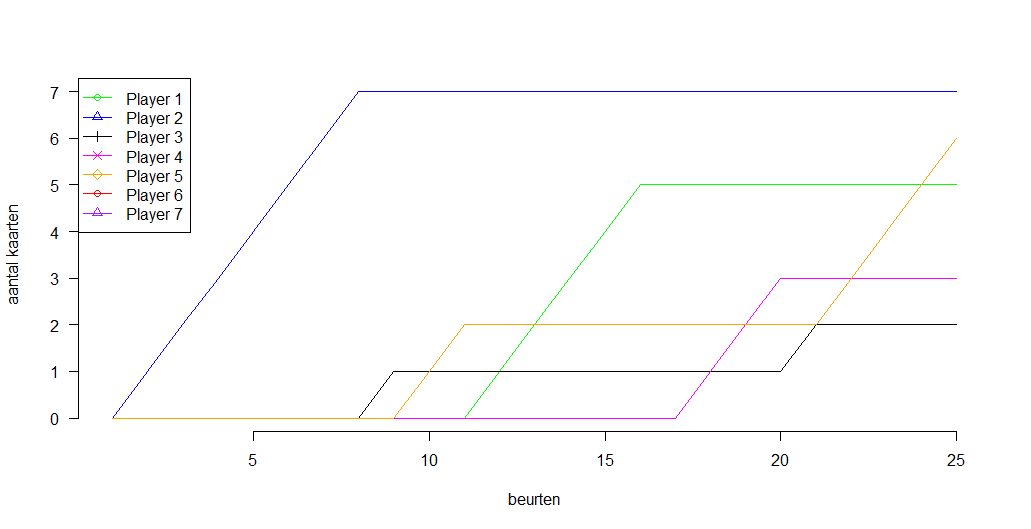 Player 1
Player 2
Player 3
Player 4
Player 5
Player 6
Player 7
7
6
5
4
3
2
1
0
aantal kaarten
5 10 15 20 25
beurten